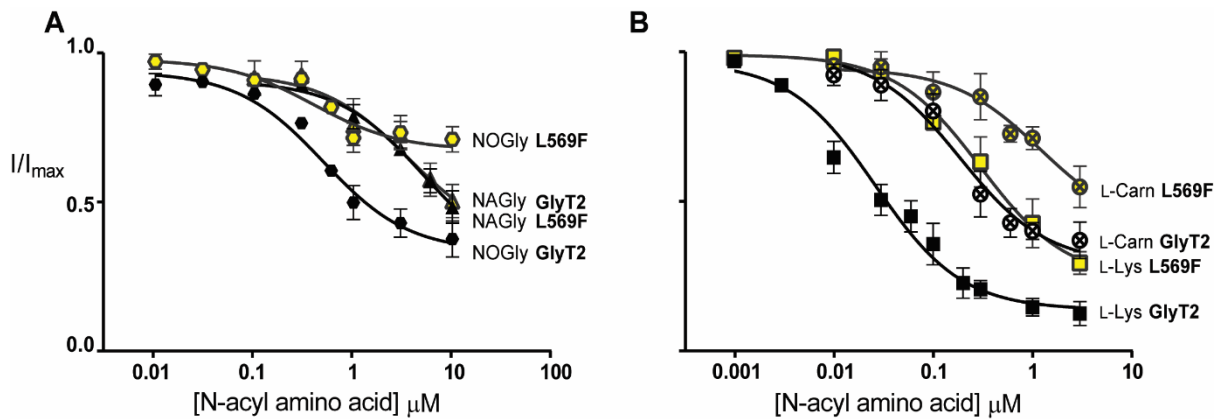 A
1.0
I/Imax
0.5
0.0
NOGly L569F
NAGly GlyT2
NAGly L569F
NOGly GlyT2
0.01 0.1 1 10 100
[N-acyl amino acid] μM
B
L-Carn L569F
L-Carn GlyT2
L-Lys L569F
L-Lys GlyT2
0.001 0.01 0.1 1 10
[N-acyl amino acid] μM